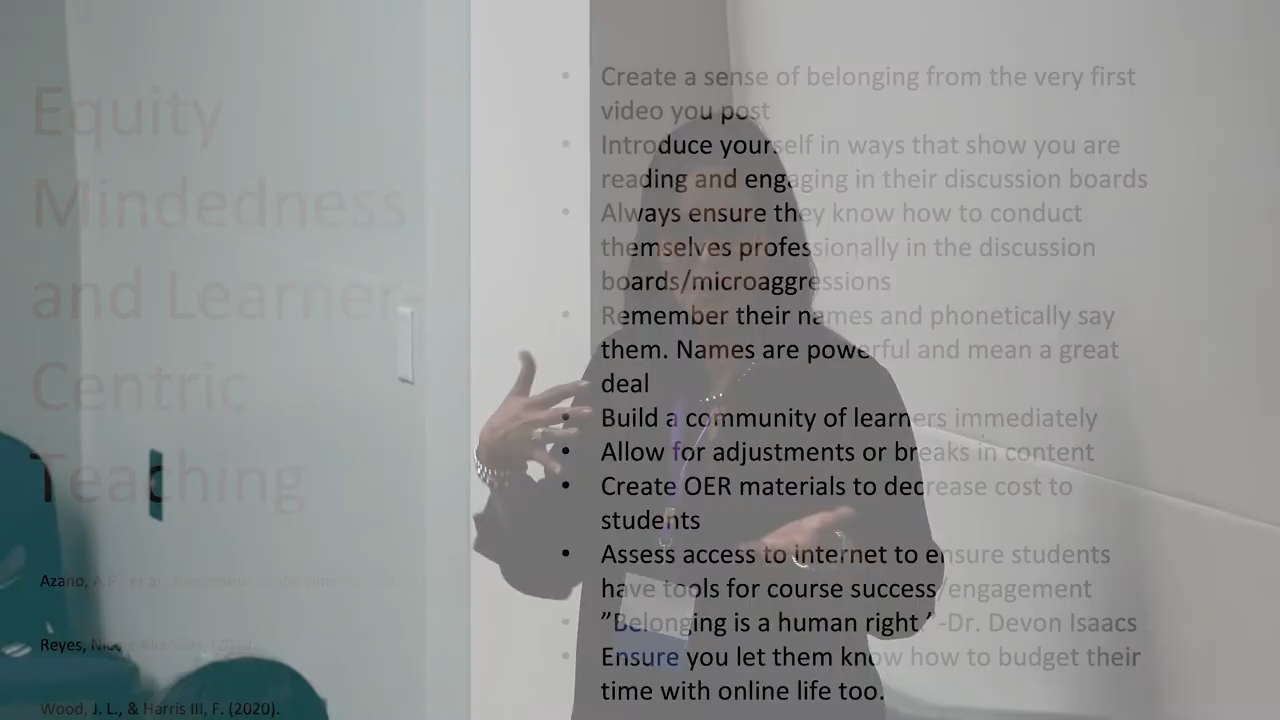 Equity
Mindedness
and Learner-
Centric
Teaching
Azano, A.P., et al.
Reyes,
Wood, J. L., & Harris III, F. (2020).
• Create a sense of belonging from the very first
video you post
• Introduce yourself in ways that show you are
reading and engaging in their discussion boards
• Always ensure they know how to conduct
themselves professionally in the discussion
boards/microaggressions
• Remember their names and phonetically say
them. Names are powerful and mean a great
deal
• Build a community of learners immediately
• Allow for adjustments or breaks in content
• Create OER materials to decrease cost to
students
• Assess access to internet to ensure students
have tools for course success/engagement
• ”Belonging is a human right.” -Dr. Devon Isaacs
• Ensure you let them know how to budget their
time with online life too.